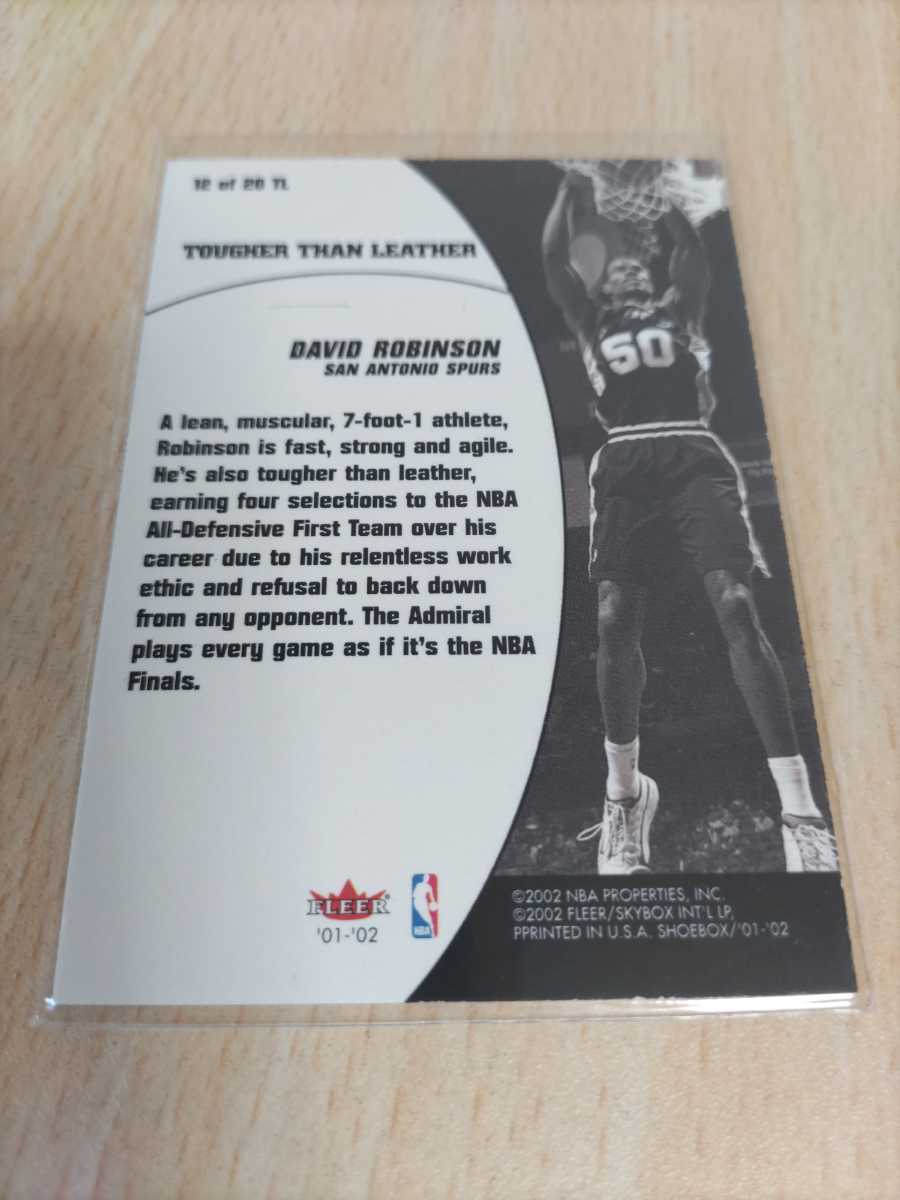 12 of 20 TL
TOUGHER THAN LEATHER
DAVID ROBINSON
SAN ANTONIO SPURS
A lean, muscular, 7-foot-1 athlete,
Robinson is fast, strong and agile.
He's also tougher than leather,
earning four selections to the NBA
All-Defensive First Team over his
career due to his relentless work
ethic and refusal to back down
from any opponent. The Admiral
plays every game as if it's the NBA
Finals.
50
FLEER
'01-'02
NBA
©2002 NBA PROPERTIES, INC.
©2002 FLEER/SKYBOX INT'L LP,
PPRINTED IN U.S.A. SHOEBOX/'01-'02